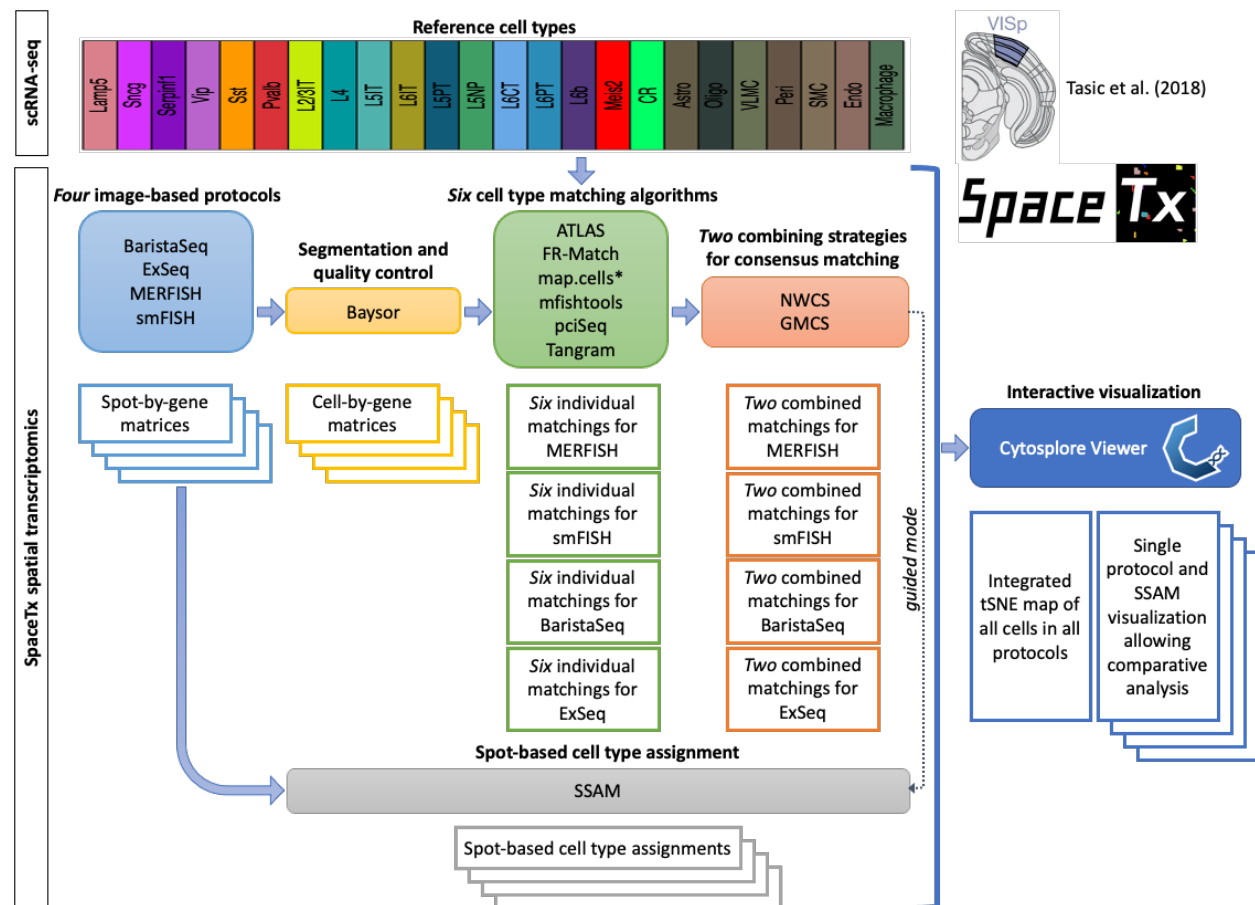 scRNA-seq
Reference cell types
Lamp5
Sncg
Serpinf1
Vip
Sst
Pvalb
L2/3IT
L4
L5IT
L6IT
L5PT
L5NP
L6CT
L6PT
L6b
Meis2
CR
Astro
Oligo
VLMC
Peri
SMC
Endo
Macrophage
VISp
Tasic et al. (2018)
Space Tx
SpaceTx spatial transcriptomics
Four image-based protocols
BaristaSeq
ExSeq
MERFISH
smFISH
Segmentation and
quality control
Baysor
Six cell type matching algorithms
ATLAS
FR-Match
map.cells*
mfishtools
pciSeq
Tangram
Two combining strategies
for consensus matching
NWCS
GMCS
Spot-by-gene
matrices
Cell-by-gene
matrices
Six individual
matchings for
MERFISH
Six individual
matchings for
smFISH
Six individual
matchings for
BaristaSeq
Six individual
matchings for
ExSeq
Two combined
matchings for
MERFISH
Two combined
matchings for
smFISH
Two combined
matchings for
BaristaSeq
Two combined
matchings for
ExSeq
guided mode
Interactive visualization
Cytosplore Viewer
Integrated
tSNE map of
all cells in all
protocols
Single
protocol and
SSAM
visualization
allowing
comparative
analysis
Spot-based cell type assignment
SSAM
Spot-based cell type assignments